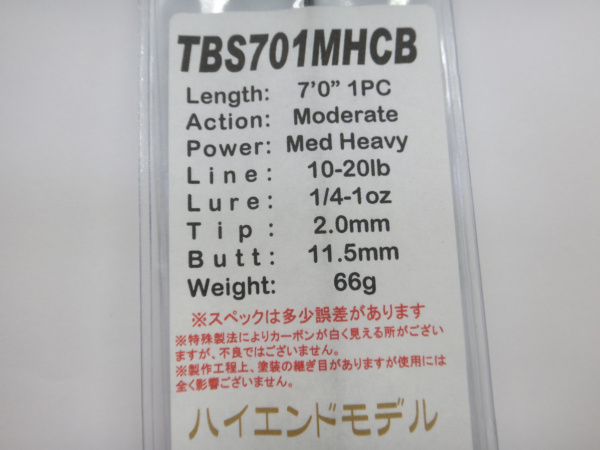 TBS701MHCB
Length: 7'0" 1PC
Action: Moderate
Power: Med Heavy
Line: 10-20lb
Lure: 1/4-1oz
Tip: 2.0mm
Butt: 11.5mm
Weight: 66g
※スペックは多少誤差があります
※特殊製法によりカーボンが白く見える所がござい
ますが、不良ではございません。
※製作工程上、塗装の継ぎ目がありますが使用には
全く影響ございません。
ハイエンドモデル